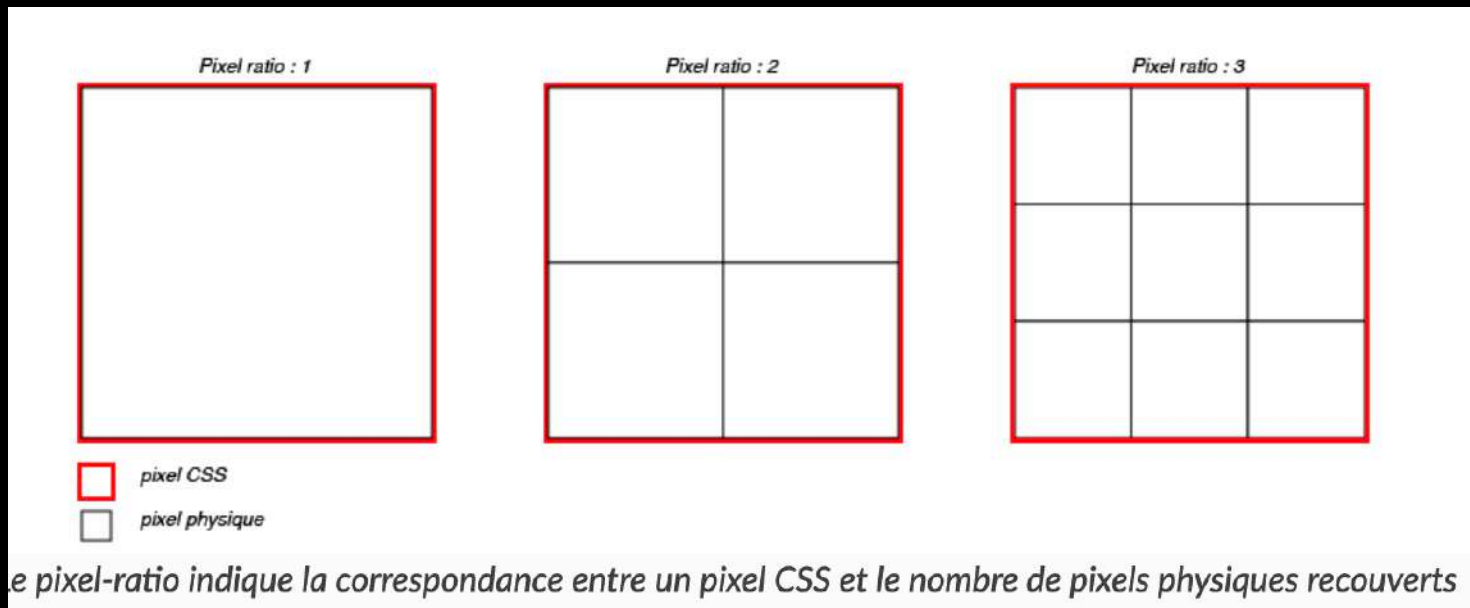 Pixel ratio : 1
Pixel ratio : 2
Pixel ratio : 3
pixel CSS
pixel physique
Le pixel-ratio indique la correspondance entre un pixel CSS et le nombre de pixels physiques recouverts